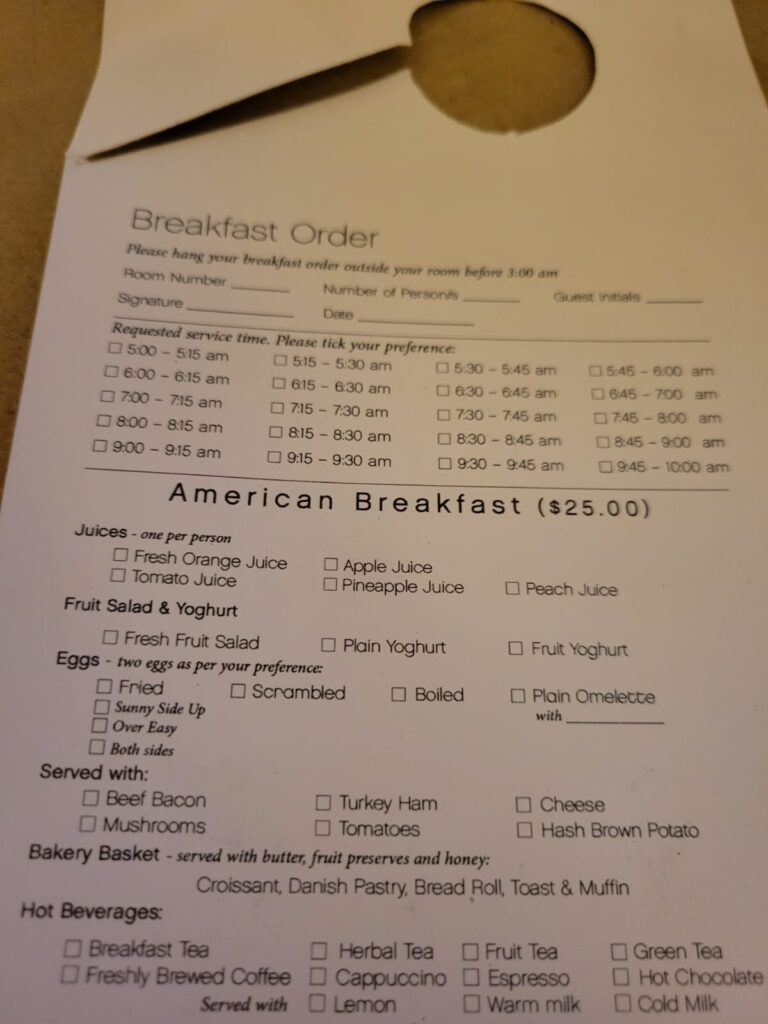 Breakfast Order
Please hang your breakfast order outside your room before 3:00 am
Room Number ______ Number of Person/s ______ Guest Initials ______
Signature ______ Date ______
Requested service time. Please tick your preference:
☐ 5:00 – 5:15 am ☐ 5:15 – 5:30 am ☐ 5:30 – 5:45 am ☐ 5:45 – 6:00 am
☐ 6:00 – 6:15 am ☐ 6:15 – 6:30 am ☐ 6:30 – 6:45 am ☐ 6:45 – 7:00 am
☐ 7:00 – 7:15 am ☐ 7:15 – 7:30 am ☐ 7:30 – 7:45 am ☐ 7:45 – 8:00 am
☐ 8:00 – 8:15 am ☐ 8:15 – 8:30 am ☐ 8:30 – 8:45 am ☐ 8:45 – 9:00 am
☐ 9:00 – 9:15 am ☐ 9:15 – 9:30 am ☐ 9:30 – 9:45 am ☐ 9:45 – 10:00 am
American Breakfast ($25.00)
Juices - one per person
☐ Fresh Orange Juice ☐ Apple Juice
☐ Tomato Juice ☐ Pineapple Juice ☐ Peach Juice
Fruit Salad & Yoghurt
☐ Fresh Fruit Salad ☐ Plain Yoghurt ☐ Fruit Yoghurt
Eggs - two eggs as per your preference:
☐ Fried ☐ Scrambled ☐ Boiled ☐ Plain Omelette
☐ Sunny Side Up with ______
☐ Over Easy
☐ Both sides
Served with:
☐ Beef Bacon ☐ Turkey Ham ☐ Cheese
☐ Mushrooms ☐ Tomatoes ☐ Hash Brown Potato
Bakery Basket - served with butter, fruit preserves and honey:
Croissant, Danish Pastry, Bread Roll, Toast & Muffin
Hot Beverages:
☐ Breakfast Tea ☐ Herbal Tea ☐ Fruit Tea ☐ Green Tea
☐ Freshly Brewed Coffee ☐ Cappuccino ☐ Espresso ☐ Hot Chocolate
Served with ☐ Lemon ☐ Warm milk ☐ Cold Milk